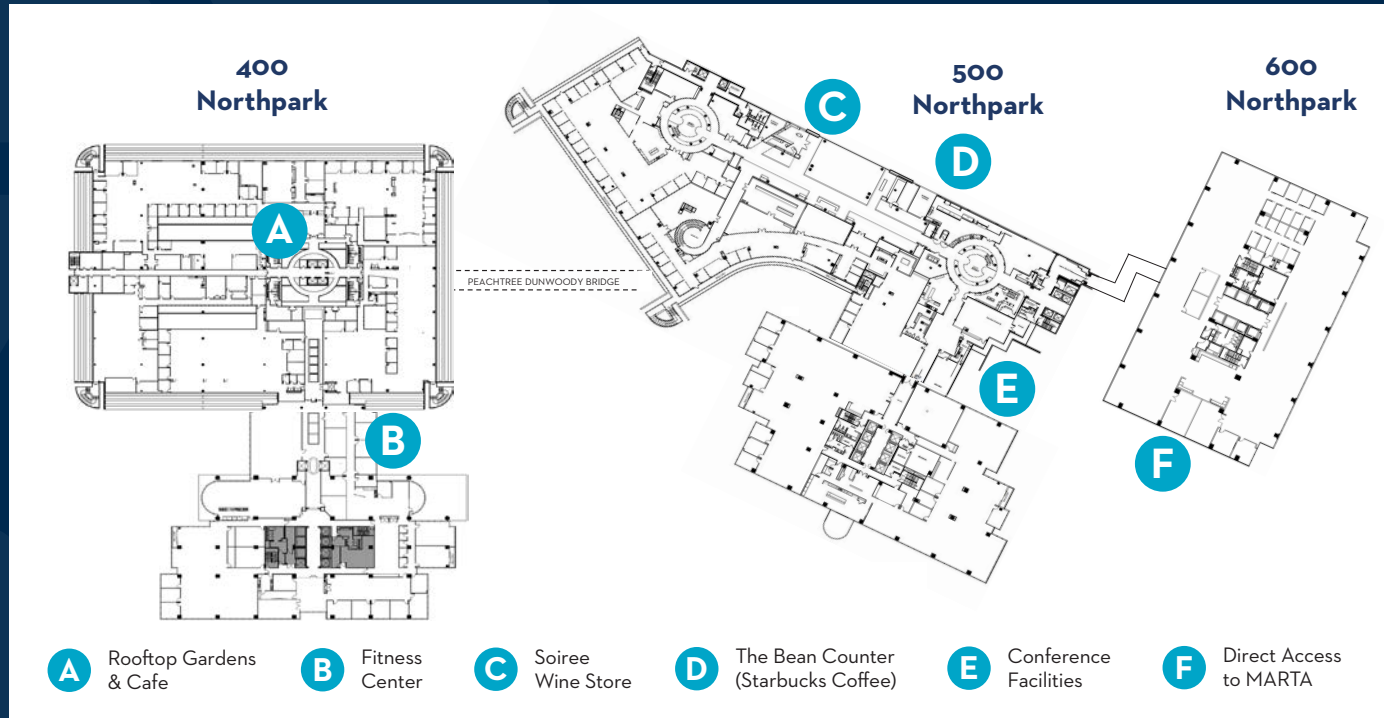 400
Northpark
500
Northpark
600
Northpark
A
B
C
D
E
F
PEACHTREE DUNWOODY BRIDGE
A
Rooftop Gardens
& Cafe
B
Fitness
Center
C
Soiree
Wine Store
D
The Bean Counter
(Starbucks Coffee)
E
Conference
Facilities
F
Direct Access
to MARTA